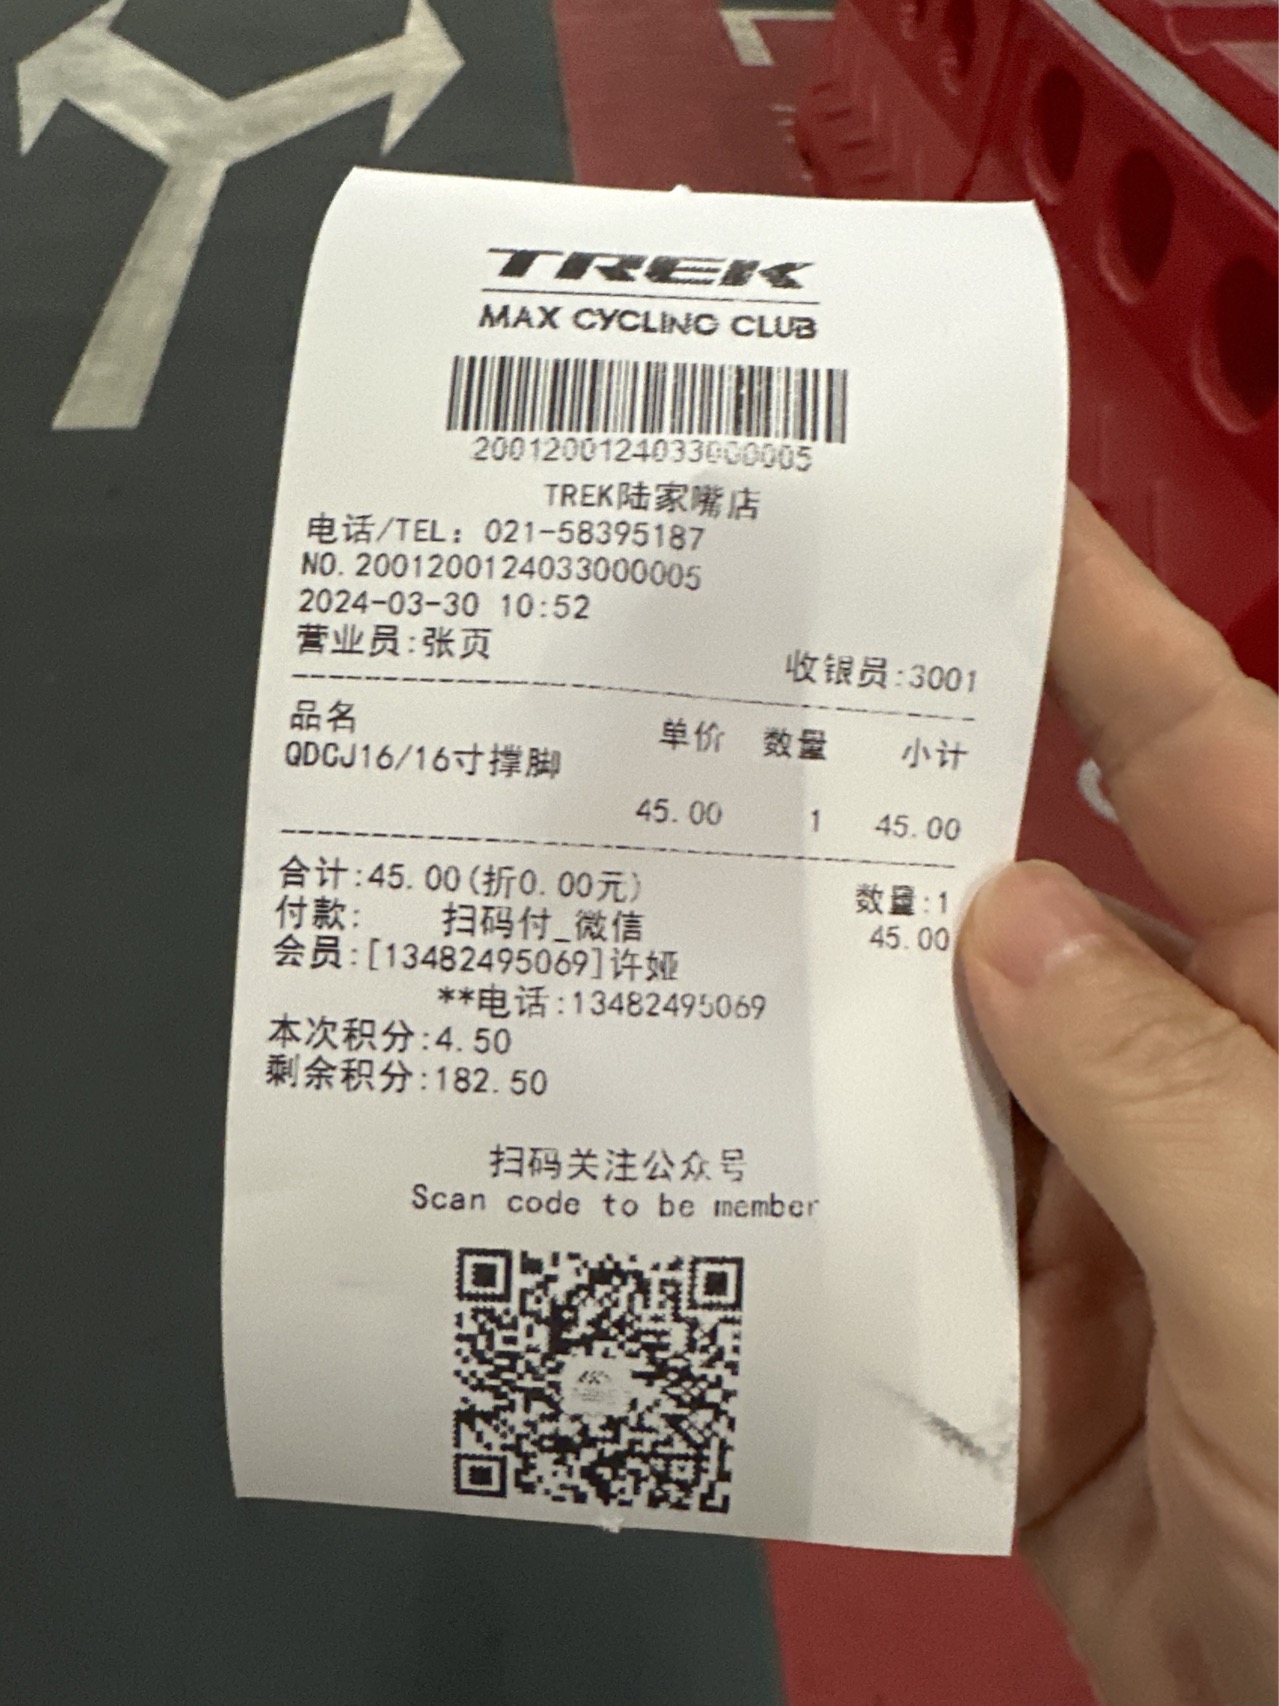 TREK
MAX CYCLING CLUB
2001200124033000005
TREK陆家嘴店
电话/TEL：021-58395187
NO.2001200124033000005
2024-03-30 10:52
营业员:张页 收银员:3001
品名 单价 数量 小计
QDCJ16/16寸撑脚
45.00 1 45.00
合计:45.00(折0.00元) 数量:1
付款: 扫码付_微信 45.00
会员:[13482495069]许娅
**电话:13482495069
本次积分:4.50
剩余积分:182.50
扫码关注公众号
Scan code to be member